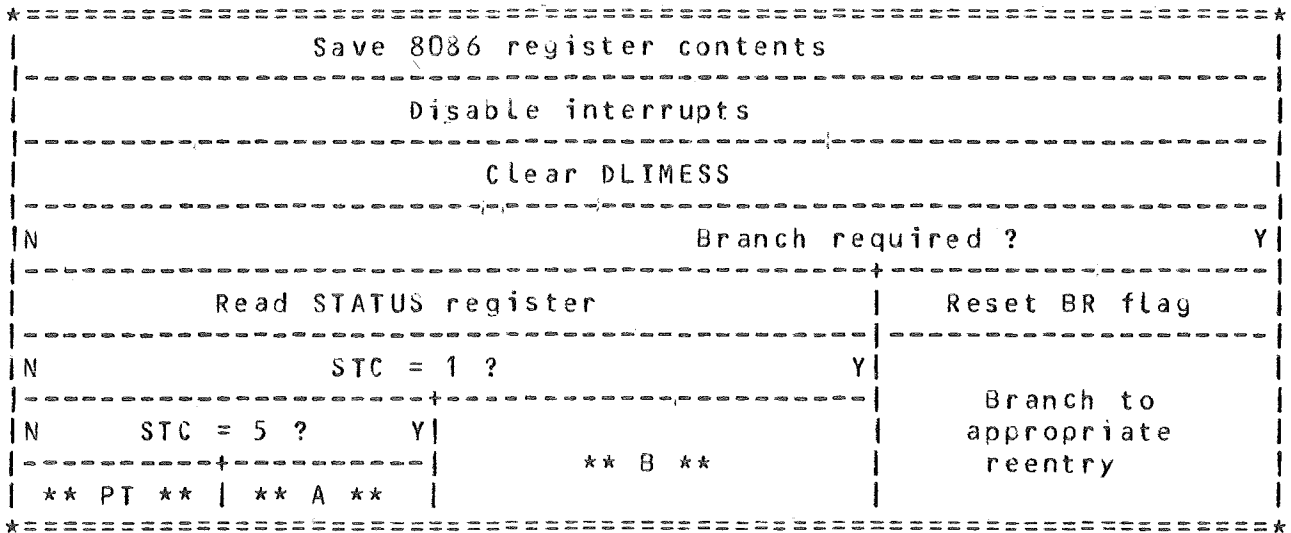 Save 8086 register contents
Disable interrupts
Clear DLIMESS
N Branch required ? Y
Read STATUS register Reset BR flag
N STC = 1 ? Y
Branch to
N STC = 5 ? Y appropriate
** B ** reentry
** PT ** ** A **